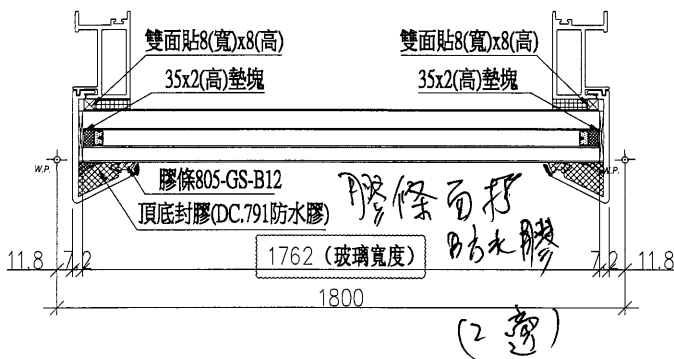 雙面貼8(寬)x8(高)
雙面貼8(寬)x8(高)
35x2(高)墊塊
35x2(高)墊塊
W.P.
W.P.
膠條805-GS-B12
頂底封膠(DC.791防水膠)
膠條面打
防水膠
1762 (玻璃寬度)
11.8
7.2
7.2
11.8
1800
(2邊)